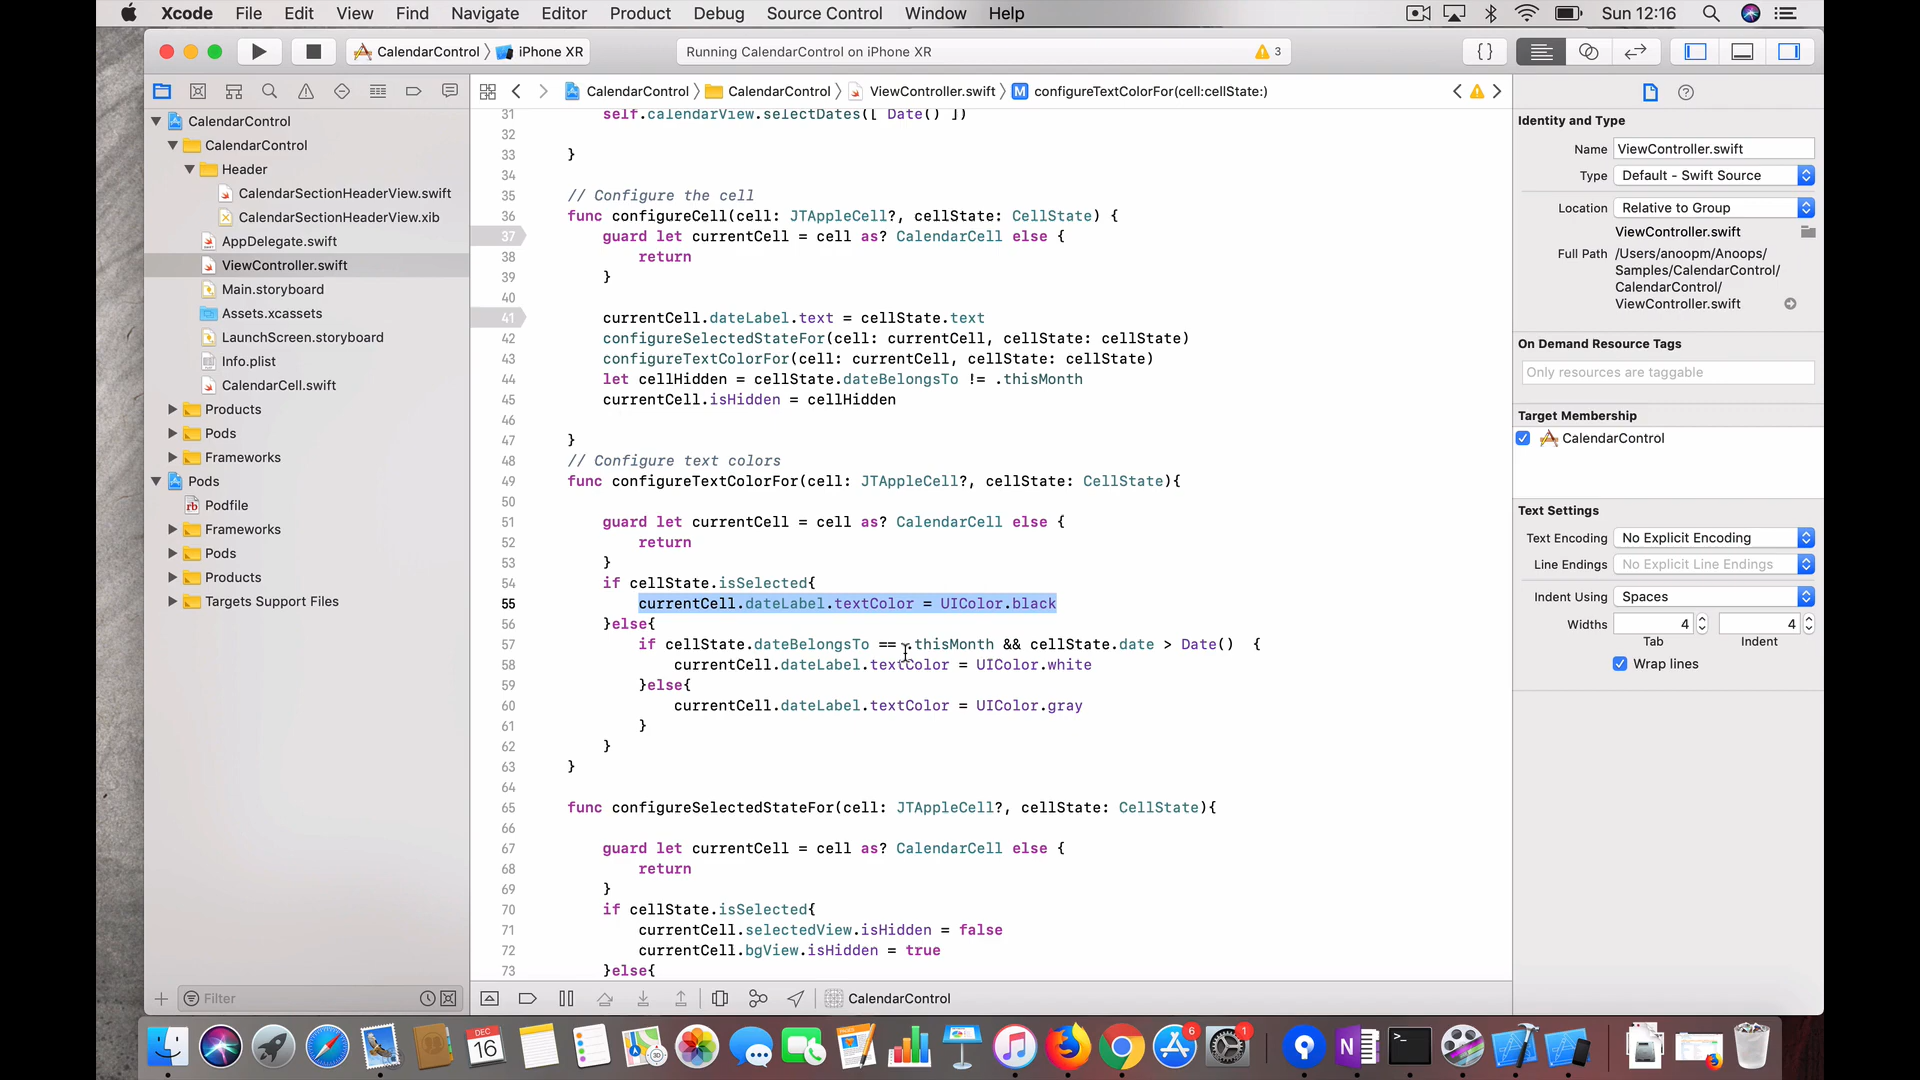 Xcode File Edit View Find Navigate Editor Product Debug Source Control Window Help Sun 12:16
CalendarControl iPhone XR Running CalendarControl on iPhone XR 3 {}
CalendarControl CalendarControl ViewController.swift M configureTextColorFor(cell:cellState:)
CalendarControl
CalendarControl
Header
CalendarSectionHeaderView.swift
CalendarSectionHeaderView.xib
AppDelegate.swift
ViewController.swift
Main.storyboard
Assets.xcassets
LaunchScreen.storyboard
Info.plist
CalendarCell.swift
Products
Pods
Frameworks
Pods
rb Podfile
Frameworks
Pods
Products
Targets Support Files
Filter
31 self.calendarView.selectDates([ Date() ])
32
33 }
34
35 // Configure the cell
36 func configureCell(cell: JTAppleCell?, cellState: CellState) {
37 guard let currentCell = cell as? CalendarCell else {
38 return
39 }
40
41 currentCell.dateLabel.text = cellState.text
42 configureSelectedStateFor(cell: currentCell, cellState: cellState)
43 configureTextColorFor(cell: currentCell, cellState: cellState)
44 let cellHidden = cellState.dateBelongsTo != .thisMonth
45 currentCell.isHidden = cellHidden
46
47 }
48 // Configure text colors
49 func configureTextColorFor(cell: JTAppleCell?, cellState: CellState){
50
51 guard let currentCell = cell as? CalendarCell else {
52 return
53 }
54 if cellState.isSelected{
55 currentCell.dateLabel.textColor = UIColor.black
56 }else{
57 if cellState.dateBelongsTo == .thisMonth && cellState.date > Date() {
58 currentCell.dateLabel.textColor = UIColor.white
59 }else{
60 currentCell.dateLabel.textColor = UIColor.gray
61 }
62 }
63 }
64
65 func configureSelectedStateFor(cell: JTAppleCell?, cellState: CellState){
66
67 guard let currentCell = cell as? CalendarCell else {
68 return
69 }
70 if cellState.isSelected{
71 currentCell.selectedView.isHidden = false
72 currentCell.bgView.isHidden = true
73 }else{
CalendarControl
Identity and Type
Name ViewController.swift
Type Default - Swift Source
Location Relative to Group
ViewController.swift
Full Path /Users/anoopm/Anoops/
Samples/CalendarControl/
CalendarControl/
ViewController.swift
On Demand Resource Tags
Only resources are taggable
Target Membership
CalendarControl
Text Settings
Text Encoding No Explicit Encoding
Line Endings No Explicit Line Endings
Indent Using Spaces
Widths 4 4
Tab Indent
Wrap lines
DEC
16
6
1